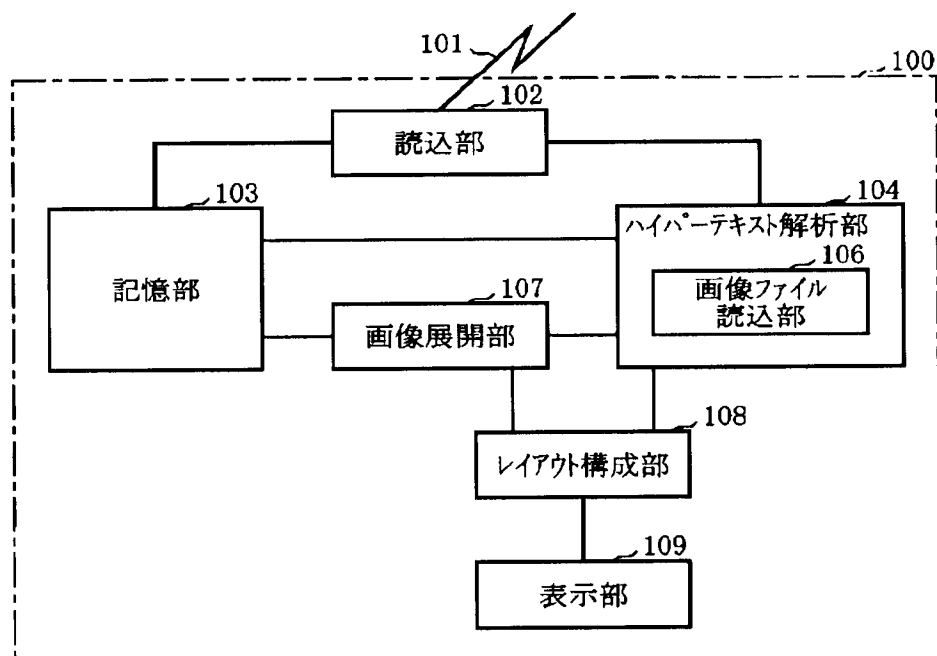 101
100
102
読込部
103
記憶部
104
ハイパーテキスト解析部
106
画像ファイル
読込部
107
画像展開部
108
レイアウト構成部
109
表示部